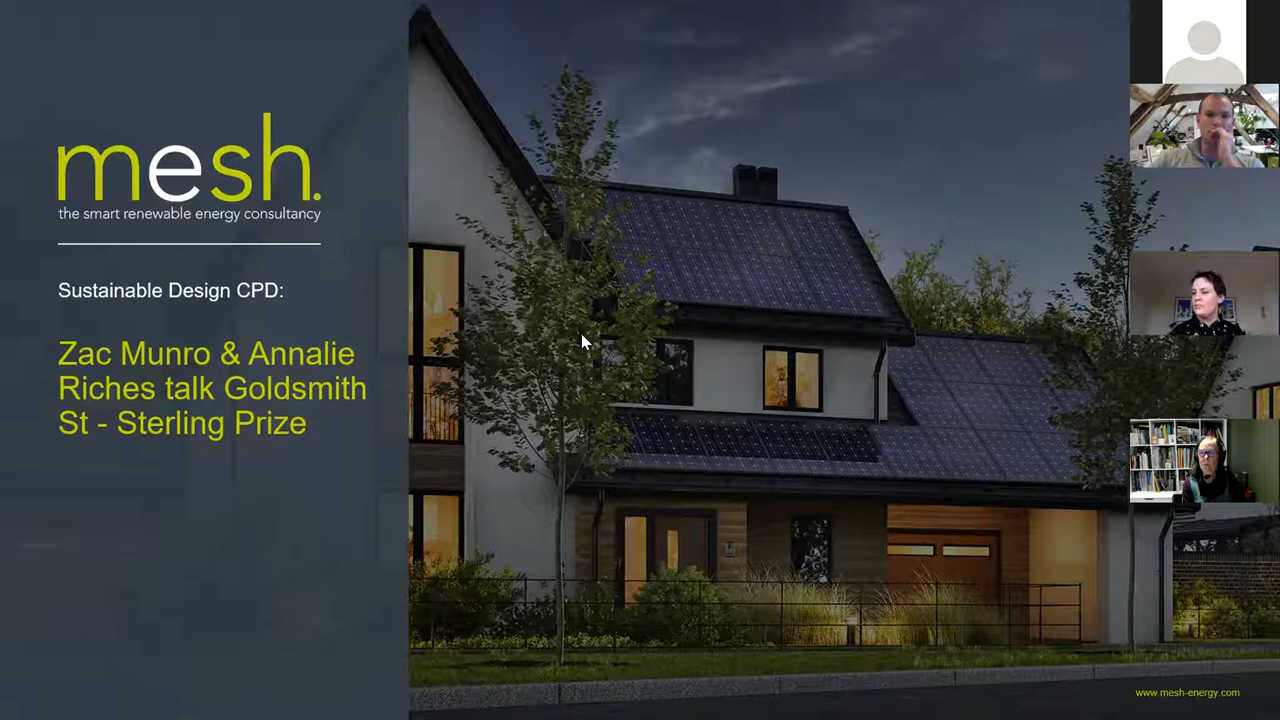 mesh.
the smart renewable energy consultancy
Sustainable Design CPD:
Zac Munro & Annalie
Riches talk Goldsmith
St - Sterling Prize
www.mesh-energy.com